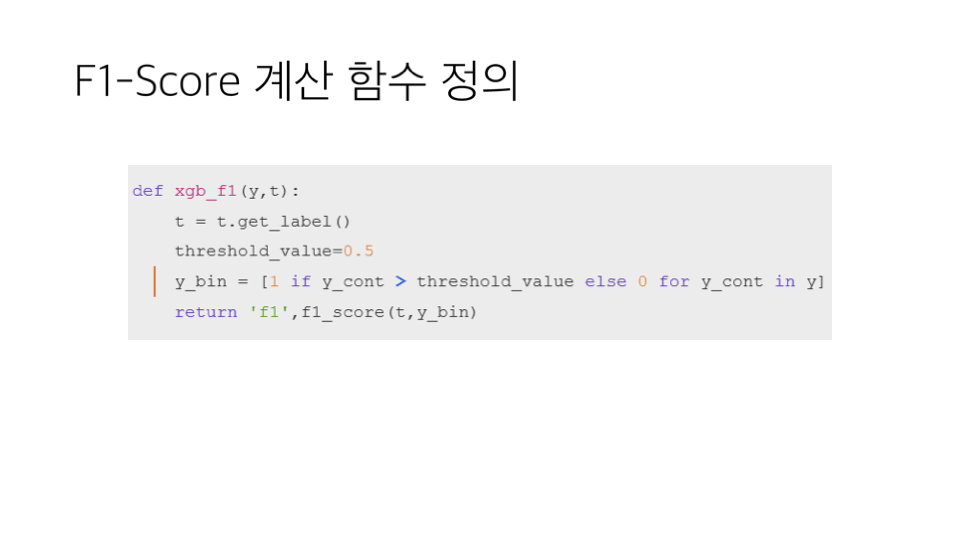 F1-Score 계산 함수 정의
def xgb_f1(y,t):
    t = t.get_label()
    threshold_value=0.5
    y_bin = [1 if y_cont > threshold_value else 0 for y_cont in y]
    return 'f1',f1_score(t,y_bin)